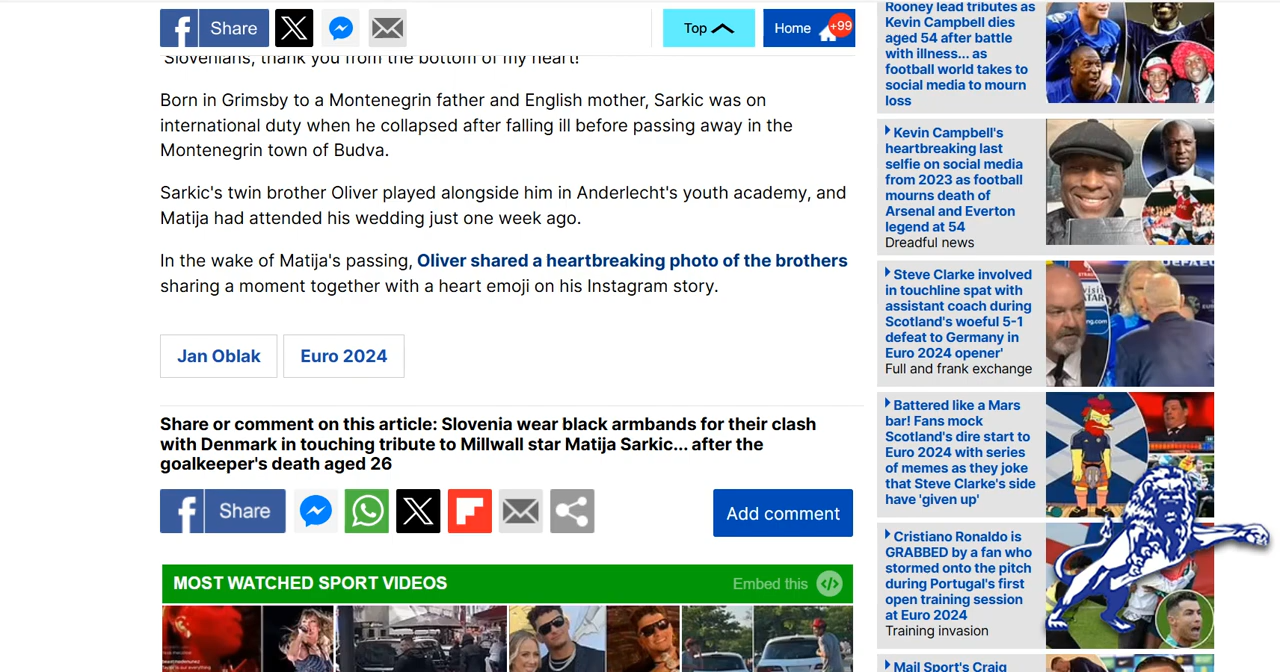 Share
Top
Home
+99
Slovenians, thank you from the bottom of my heart!'
Born in Grimsby to a Montenegrin father and English mother, Sarkic was on
international duty when he collapsed after falling ill before passing away in the
Montenegrin town of Budva.
Sarkic's twin brother Oliver played alongside him in Anderlecht's youth academy, and
Matija had attended his wedding just one week ago.
In the wake of Matija's passing, Oliver shared a heartbreaking photo of the brothers
sharing a moment together with a heart emoji on his Instagram story.
Jan Oblak
Euro 2024
Share or comment on this article: Slovenia wear black armbands for their clash
with Denmark in touching tribute to Millwall star Matija Sarkic... after the
goalkeeper's death aged 26
Share
Add comment
MOST WATCHED SPORT VIDEOS
Embed this
Rooney lead tributes as
Kevin Campbell dies
aged 54 after battle
with illness... as
football world takes to
social media to mourn
loss
Kevin Campbell's
heartbreaking last
selfie on social media
from 2023 as football
mourns death of
Arsenal and Everton
legend at 54
Dreadful news
Steve Clarke involved
in touchline spat with
assistant coach during
Scotland's woeful 5-1
defeat to Germany in
Euro 2024 opener'
Full and frank exchange
Battered like a Mars
bar! Fans mock
Scotland's dire start to
Euro 2024 with series
of memes as they joke
that Steve Clarke's side
have 'given up'
Cristiano Ronaldo is
GRABBED by a fan who
stormed onto the pitch
during Portugal's first
open training session
at Euro 2024
Training invasion
Mail Sport's Craig